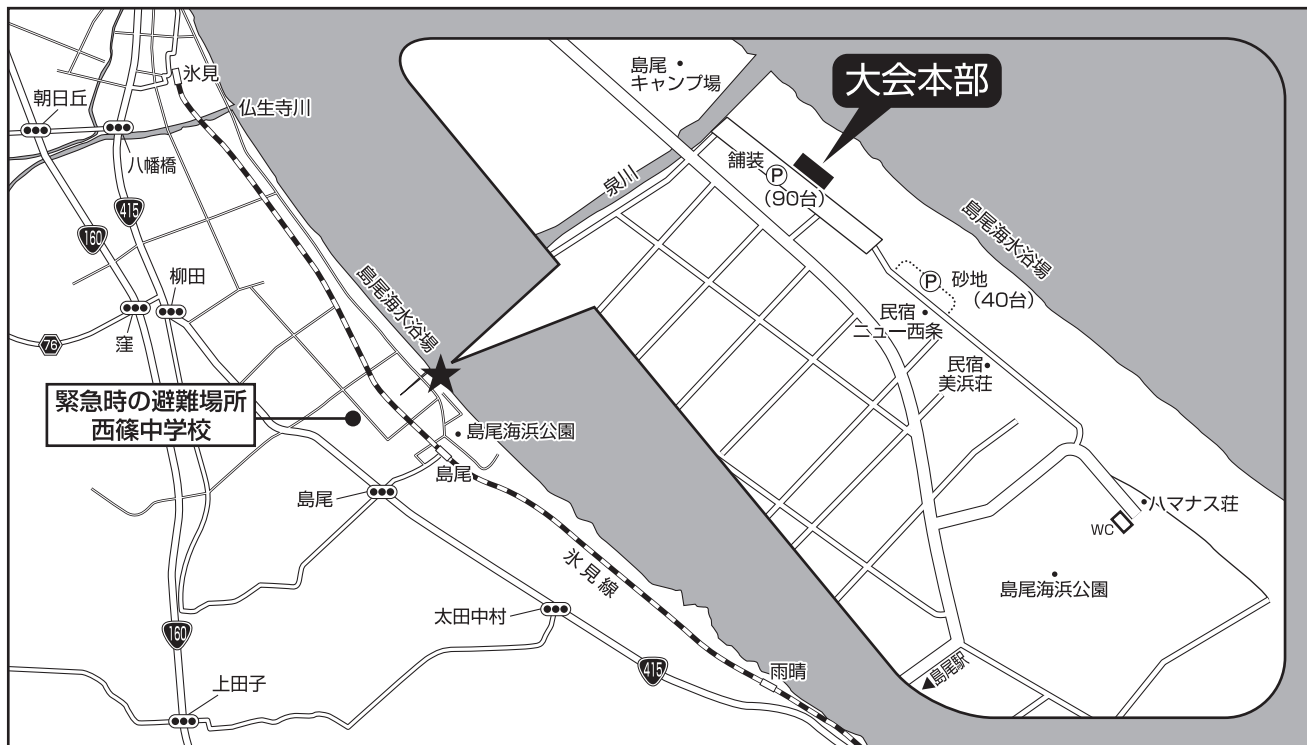 氷見
朝日丘
仏生寺川
八幡橋
415
160
柳田
島尾海水浴場
窪
76
緊急時の避難場所
西篠中学校
島尾海浜公園
島尾
島尾
氷見線
太田中村
160
415
上田子
雨晴
島尾
キャンプ場
大会本部
舗装
P
(90台)
泉川
島尾海水浴場
P
砂地
(40台)
民宿
ニュー西条
民宿
美浜荘
ハマナス荘
WC
島尾海浜公園
島尾駅